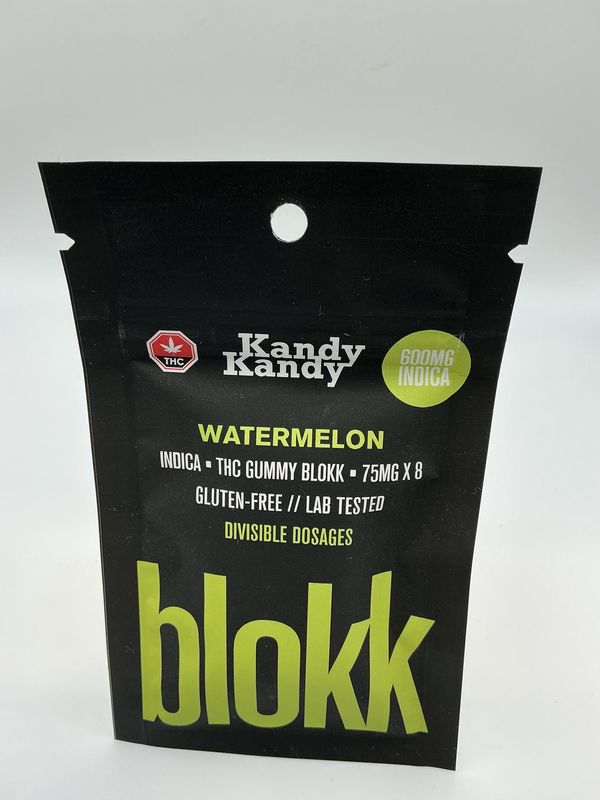 THC
Kandy
Kandy
600MG
INDICA
WATERMELON
INDICA ▪ THC GUMMY BLOKK ▪ 75MG X 8
GLUTEN-FREE // LAB TESTED
DIVISIBLE DOSAGES
blokk